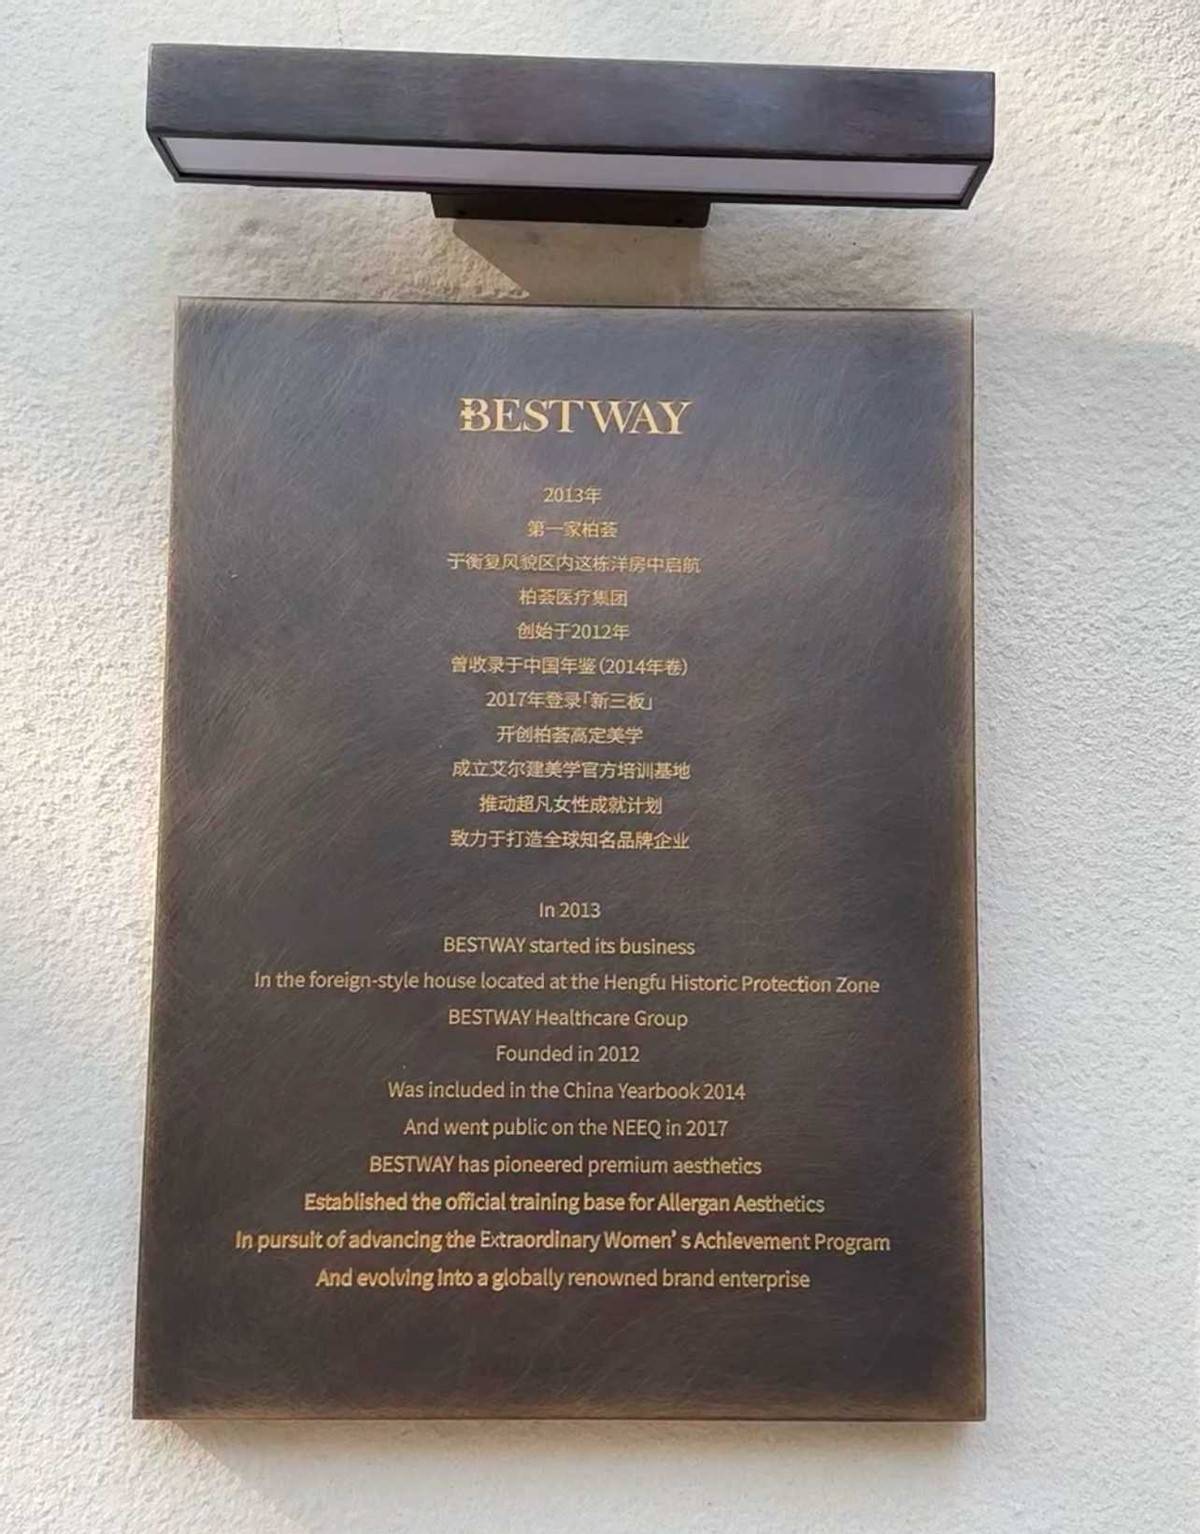 BESTWAY
2013年
第一家柏荟
于衡复风貌区内这栋洋房中启航
柏荟医疗集团
创始于2012年
曾收录于中国年鉴(2014年卷)
2017年登录「新三板」
开创柏荟高定美学
成立艾尔建美学官方培训基地
推动超凡女性成就计划
致力于打造全球知名品牌企业
In 2013
BESTWAY started its business
In the foreign-style house located at the Hengfu Historic Protection Zone
BESTWAY Healthcare Group
Founded in 2012
Was included in the China Yearbook 2014
And went public on the NEEQ in 2017
BESTWAY has pioneered premium aesthetics
Established the official training base for Allergan Aesthetics
In pursuit of advancing the Extraordinary Women’ s Achievement Program
And evolving into a globally renowned brand enterprise